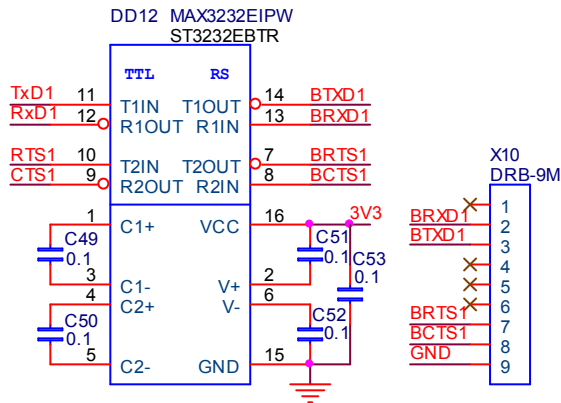 DD12 MAX3232EIPW
ST3232EBTR
TTL RS
TxD1 11 T1IN T1OUT 14 BTXD1
RxD1 12 R1OUT R1IN 13 BRXD1
RTS1 10 T2IN T2OUT 7 BRTS1
CTS1 9 R2OUT R2IN 8 BCTS1
1 C1+ VCC 16 3V3
C49
0.1
C51
0.1
C53
0.1
3 C1- V+ 2
4 C2+ V- 6
C50
0.1
C52
0.1
5 C2- GND 15
X10
DRB-9M
1
BRXD1 2
BTXD1 3
4
5
6
BRTS1 7
BCTS1 8
GND 9